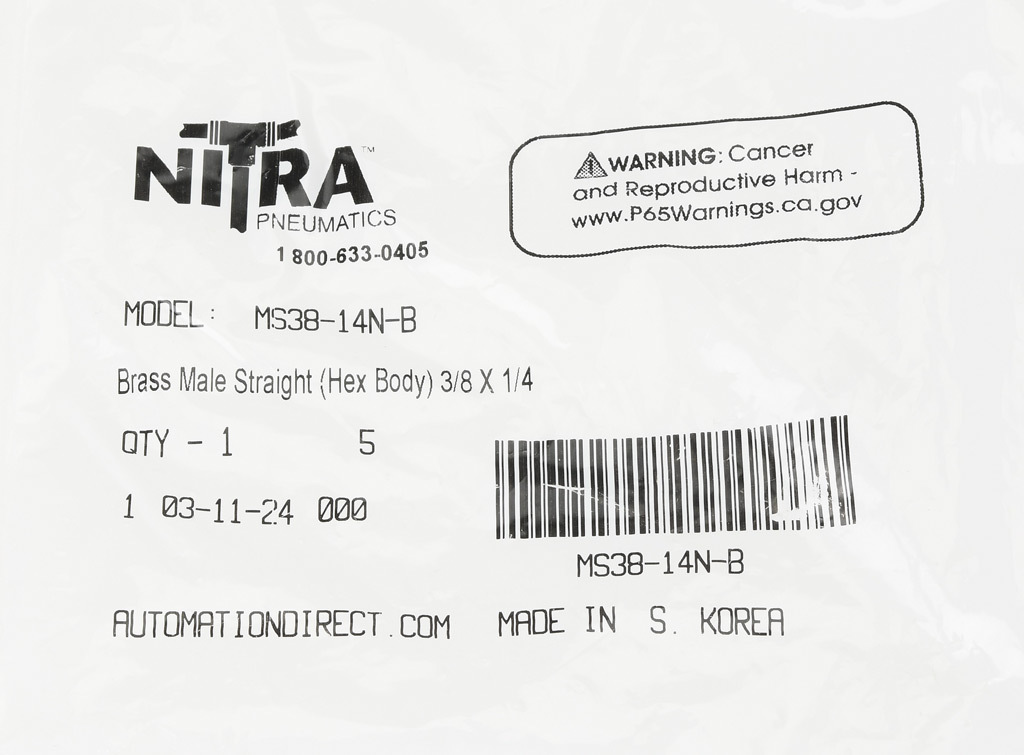 NITRA™
PNEUMATICS
1 800-633-0405
⚠WARNING: Cancer
and Reproductive Harm -
www.P65Warnings.ca.gov
MODEL: MS38-14N-B
Brass Male Straight (Hex Body) 3/8 X 1/4
QTY - 1 5
1 03-11-24 000
MS38-14N-B
AUTOMATIONDIRECT.COM MADE IN S. KOREA